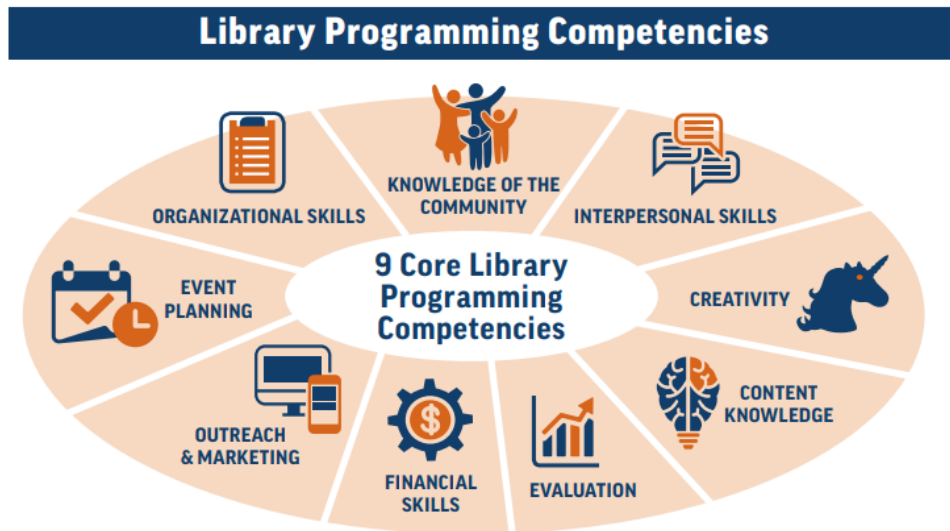 Library Programming Competencies
KNOWLEDGE OF THE
COMMUNITY
INTERPERSONAL SKILLS
CREATIVITY
CONTENT
KNOWLEDGE
EVALUATION
FINANCIAL
SKILLS
OUTREACH
& MARKETING
EVENT
PLANNING
ORGANIZATIONAL SKILLS
9 Core Library
Programming
Competencies
$